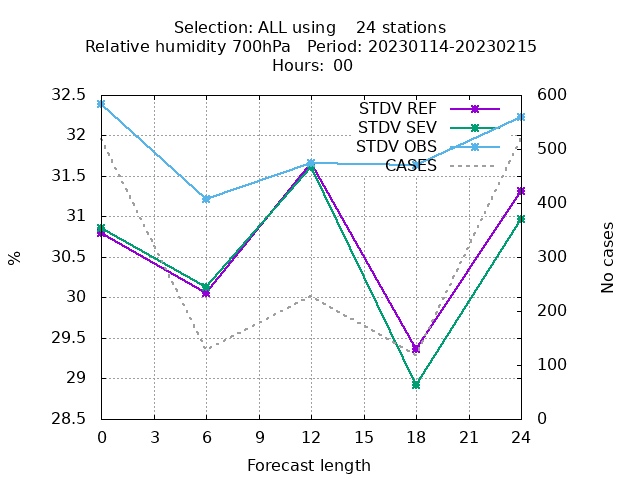 Selection: ALL using    24 stations
Relative humidity 700hPa   Period: 20230114-20230215
Hours:  00
32.5
32
31.5
31
30.5
30
29.5
29
28.5
%
STDV REF
STDV SEV
STDV OBS
CASES
600
500
400
300
200
100
0
No cases
0 3 6 9 12 15 18 21 24
Forecast length